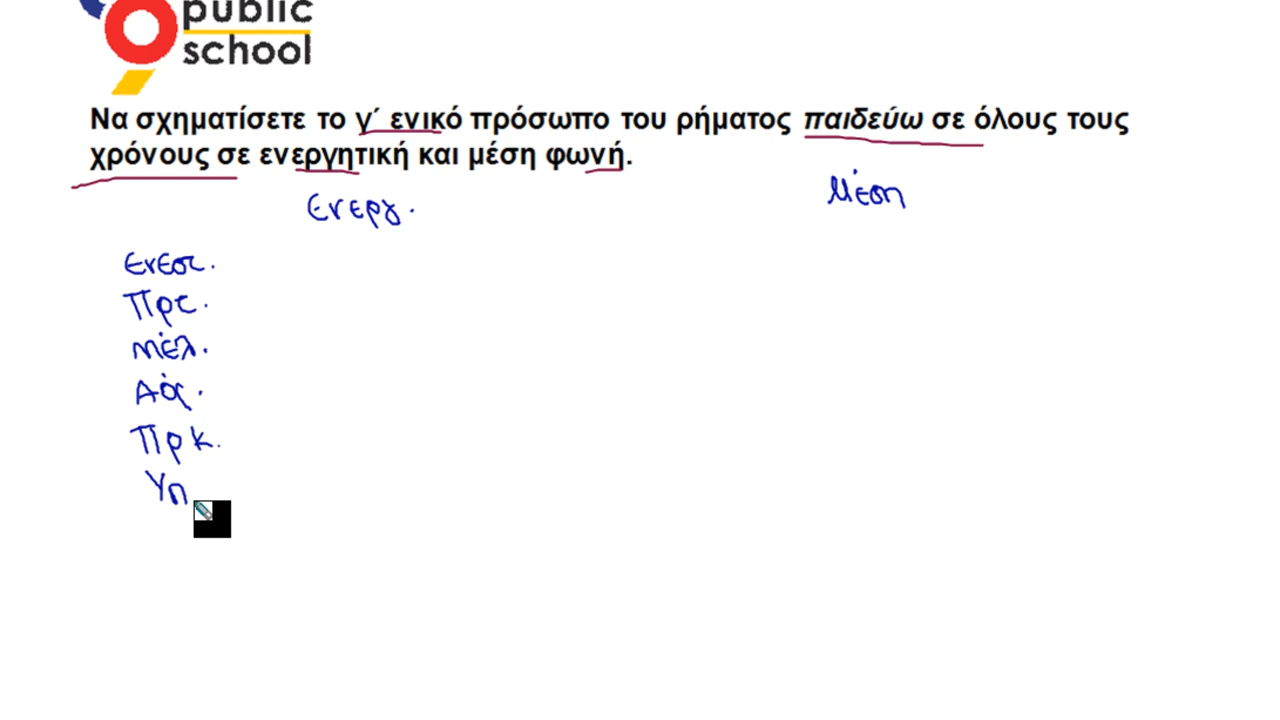 public
school
Να σχηματίσετε το γ΄ ενικό πρόσωπο του ρήματος παιδεύω σε όλους τους
χρόνους σε ενεργητική και μέση φωνή.
Ενεργ. Μέση
Ενεστ.
Πρτ.
Μέλ.
Αόρ.
Πρκ.
Υπ